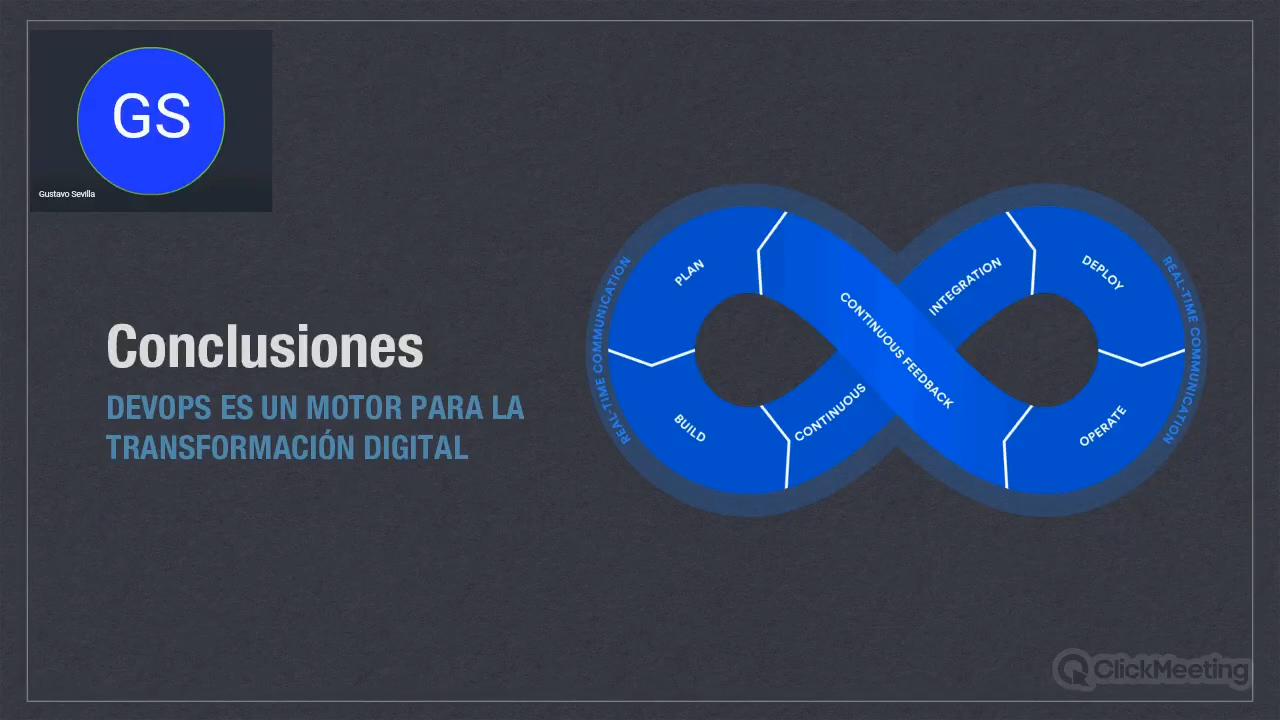 GS
Gustavo Sevilla
Conclusiones
DEVOPS ES UN MOTOR PARA LA
TRANSFORMACIÓN DIGITAL
REAL-TIME COMMUNICATION
PLAN
BUILD
CONTINUOUS
INTEGRATION
CONTINUOUS FEEDBACK
DEPLOY
OPERATE
REAL-TIME COMMUNICATION
ClickMeeting